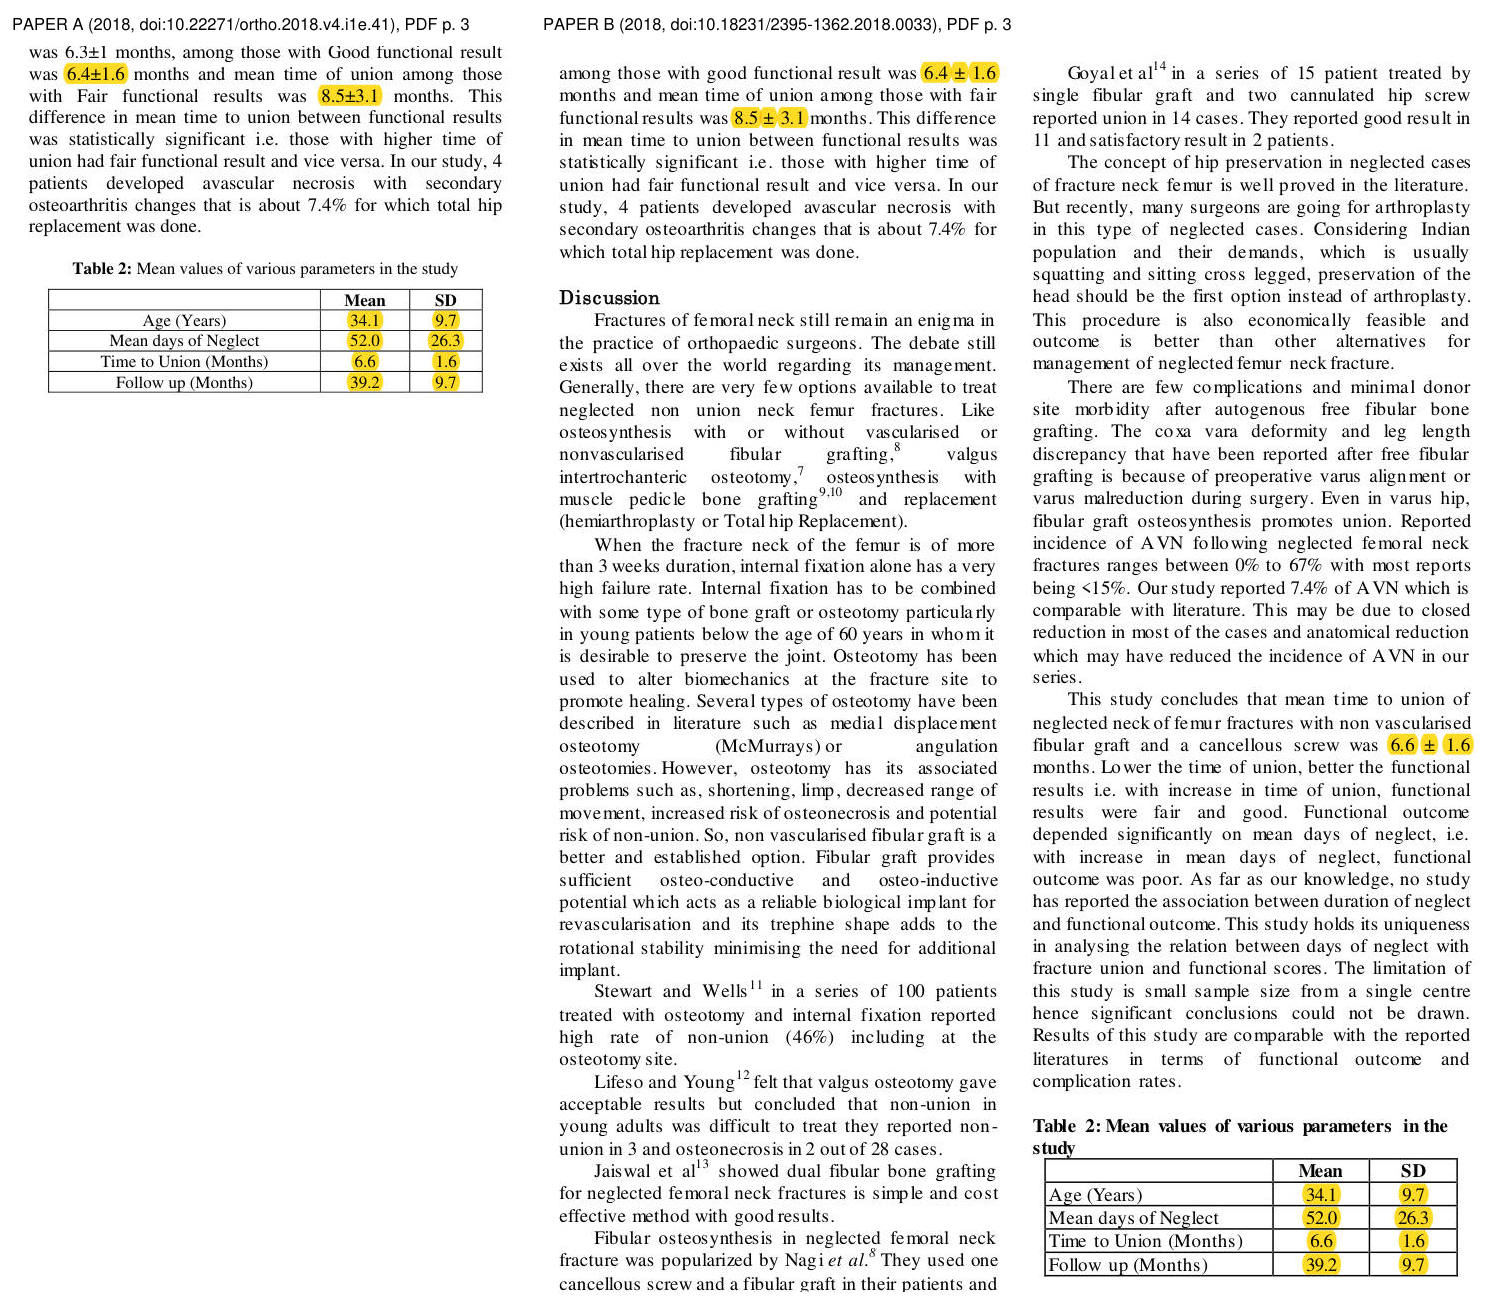 PAPER A (2018, doi:10.22271/ortho.2018.v4.i1e.41), PDF p. 3
was 6.3±1 months, among those with Good functional result
was 6.4±1.6 months and mean time of union among those
with Fair functional results was 8.5±3.1 months. This
difference in mean time to union between functional results
was statistically significant i.e. those with higher time of
union had fair functional result and vice versa. In our study, 4
patients developed avascular necrosis with secondary
osteoarthritis changes that is about 7.4% for which total hip
replacement was done.
Table 2: Mean values of various parameters in the study
Mean SD
Age (Years) 34.1 9.7
Mean days of Neglect 52.0 26.3
Time to Union (Months) 6.6 1.6
Follow up (Months) 39.2 9.7
PAPER B (2018, doi:10.18231/2395-1362.2018.0033), PDF p. 3
among those with good functional result was 6.4 ± 1.6
months and mean time of union among those with fair
functional results was 8.5 ± 3.1 months. This difference
in mean time to union between functional results was
statistically significant i.e. those with higher time of
union had fair functional result and vice versa. In our
study, 4 patients developed avascular necrosis with
secondary osteoarthritis changes that is about 7.4% for
which total hip replacement was done.
Discussion
Fractures of femoral neck still remain an enigma in
the practice of orthopaedic surgeons. The debate still
exists all over the world regarding its management.
Generally, there are very few options available to treat
neglected non union neck femur fractures. Like
osteosynthesis with or without vascularised or
nonvascularised fibular grafting,8 valgus
intertrochanteric osteotomy,7 osteosynthesis with
muscle pedicle bone grafting9,10 and replacement
(hemiarthroplasty or Total hip Replacement).
When the fracture neck of the femur is of more
than 3 weeks duration, internal fixation alone has a very
high failure rate. Internal fixation has to be combined
with some type of bone graft or osteotomy particularly
in young patients below the age of 60 years in whom it
is desirable to preserve the joint. Osteotomy has been
used to alter biomechanics at the fracture site to
promote healing. Several types of osteotomy have been
described in literature such as medial displacement
osteotomy (McMurrays) or angulation
osteotomies. However, osteotomy has its associated
problems such as, shortening, limp, decreased range of
movement, increased risk of osteonecrosis and potential
risk of non-union. So, non vascularised fibular graft is a
better and established option. Fibular graft provides
sufficient osteo-conductive and osteo-inductive
potential which acts as a reliable biological implant for
revascularisation and its trephine shape adds to the
rotational stability minimising the need for additional
implant.
Stewart and Wells11 in a series of 100 patients
treated with osteotomy and internal fixation reported
high rate of non-union (46%) including at the
osteotomy site.
Lifeso and Young12 felt that valgus osteotomy gave
acceptable results but concluded that non-union in
young adults was difficult to treat they reported non-
union in 3 and osteonecrosis in 2 out of 28 cases.
Jaiswal et al13 showed dual fibular bone grafting
for neglected femoral neck fractures is simple and cost
effective method with good results.
Fibular osteosynthesis in neglected femoral neck
fracture was popularized by Nagi et al.8 They used one
cancellous screw and a fibular graft in their patients and
Goyal et al14 in a series of 15 patient treated by
single fibular graft and two cannulated hip screw
reported union in 14 cases. They reported good result in
11 and satisfactory result in 2 patients.
The concept of hip preservation in neglected cases
of fracture neck femur is well proved in the literature.
But recently, many surgeons are going for arthroplasty
in this type of neglected cases. Considering Indian
population and their demands, which is usually
squatting and sitting cross legged, preservation of the
head should be the first option instead of arthroplasty.
This procedure is also economically feasible and
outcome is better than other alternatives for
management of neglected femur neck fracture.
There are few complications and minimal donor
site morbidity after autogenous free fibular bone
grafting. The coxa vara deformity and leg length
discrepancy that have been reported after free fibular
grafting is because of preoperative varus alignment or
varus malreduction during surgery. Even in varus hip,
fibular graft osteosynthesis promotes union. Reported
incidence of AVN following neglected femoral neck
fractures ranges between 0% to 67% with most reports
being <15%. Our study reported 7.4% of AVN which is
comparable with literature. This may be due to closed
reduction in most of the cases and anatomical reduction
which may have reduced the incidence of AVN in our
series.
This study concludes that mean time to union of
neglected neck of femur fractures with non vascularised
fibular graft and a cancellous screw was 6.6 ± 1.6
months. Lower the time of union, better the functional
results i.e. with increase in time of union, functional
results were fair and good. Functional outcome
depended significantly on mean days of neglect, i.e.
with increase in mean days of neglect, functional
outcome was poor. As far as our knowledge, no study
has reported the association between duration of neglect
and functional outcome. This study holds its uniqueness
in analysing the relation between days of neglect with
fracture union and functional scores. The limitation of
this study is small sample size from a single centre
hence significant conclusions could not be drawn.
Results of this study are comparable with the reported
literatures in terms of functional outcome and
complication rates.
Table 2: Mean values of various parameters in the
study
Mean SD
Age (Years) 34.1 9.7
Mean days of Neglect 52.0 26.3
Time to Union (Months) 6.6 1.6
Follow up (Months) 39.2 9.7